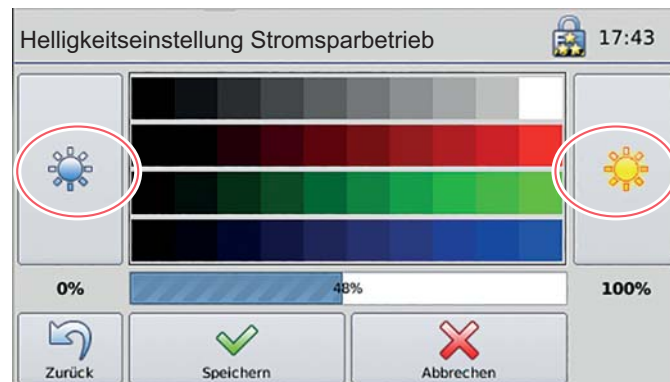 Helligkeitseinstellung Stromsparbetrieb 17:43
0% 48% 100%
Zurück Speichern Abbrechen